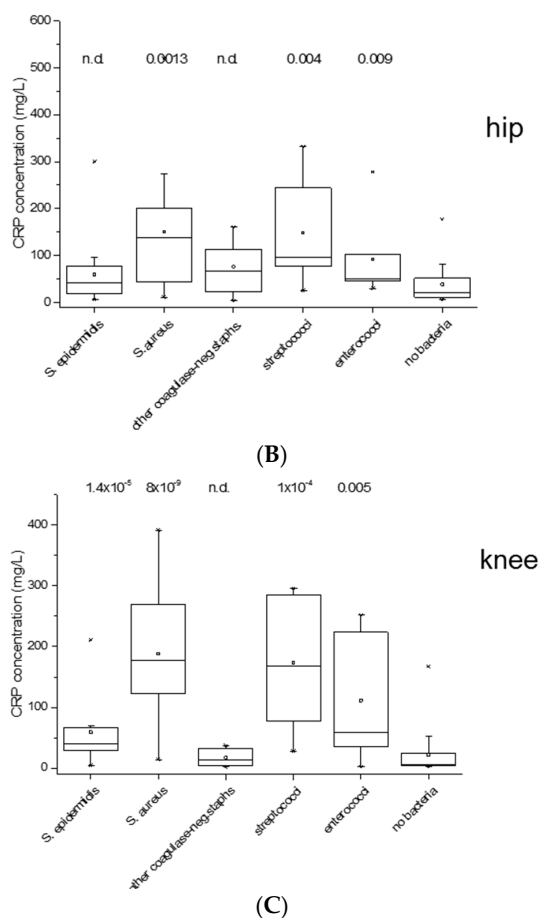 600
n.d. 0.0013 n.d. 0.004 0.009
500
400
300
200
100
0
CRP concentration (mg/L)
hip
S. epidermidis
S. aureus
other coagulase-neg. staphs
streptococci
enterococci
no bacteria
(B)
1.4x10⁻⁵ 8x10⁻⁹ n.d. 1x10⁻⁴ 0.005
400
300
200
100
0
CRP concentration (mg/L)
knee
S. epidermidis
S. aureus
other coagulase-neg. staphs
streptococci
enterococci
no bacteria
(C)